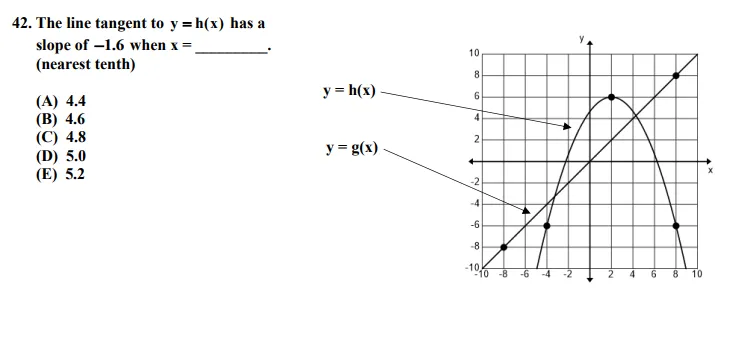 42. The line tangent to y = h(x) has a
slope of –1.6 when x = _________.
(nearest tenth)
(A) 4.4
(B) 4.6
(C) 4.8
(D) 5.0
(E) 5.2
y = h(x)
y = g(x)
y
10
8
6
4
2
x
-2
-4
-6
-8
-10
-10 -8 -6 -4 -2 2 4 6 8 10